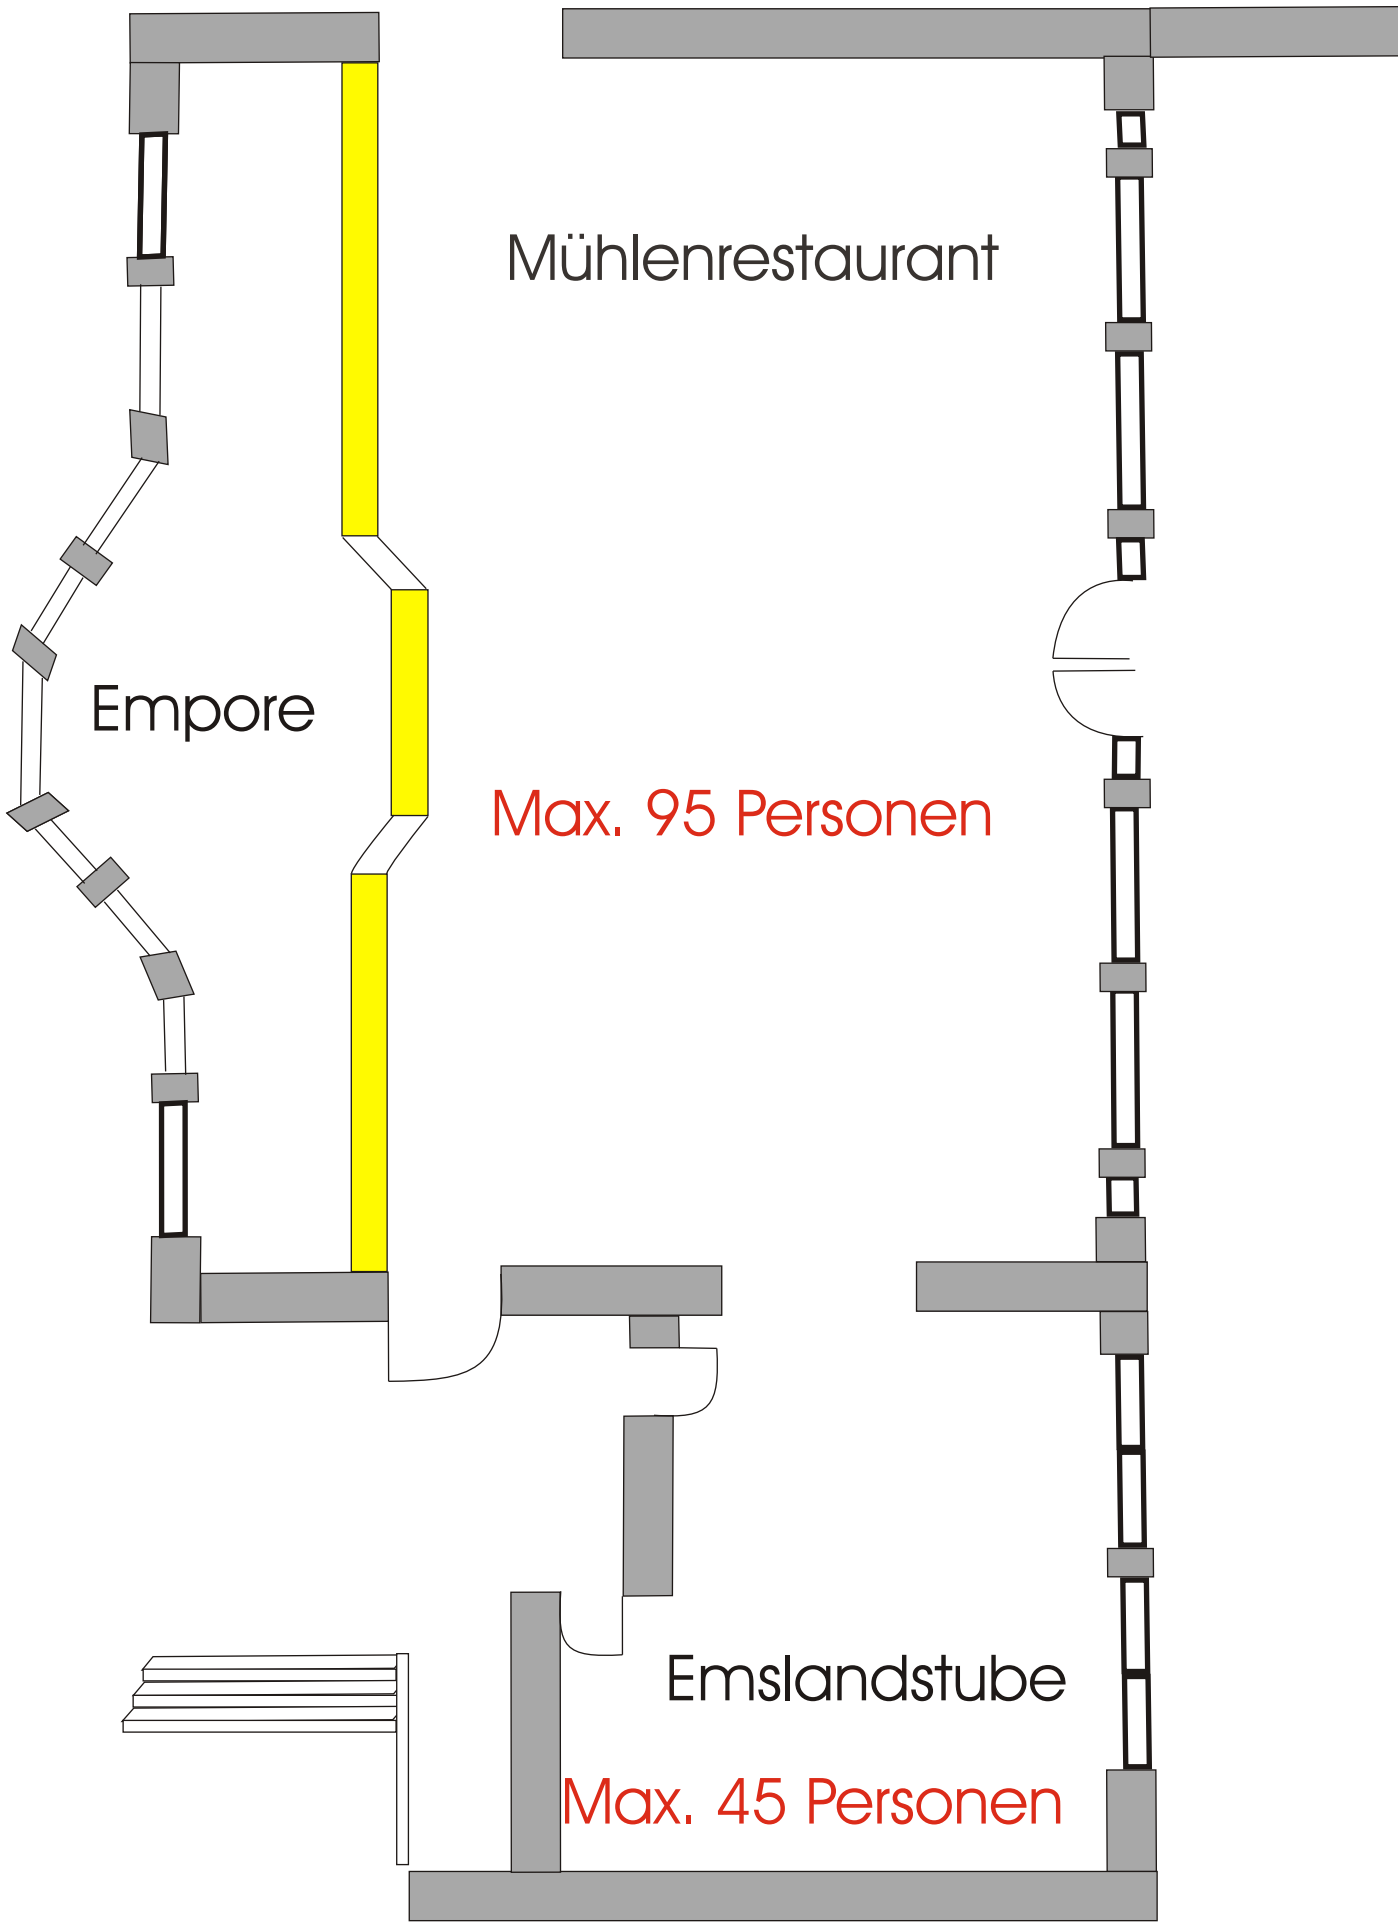 Mühlenrestaurant
Empore
Max. 95 Personen
Emslandstube
Max. 45 Personen